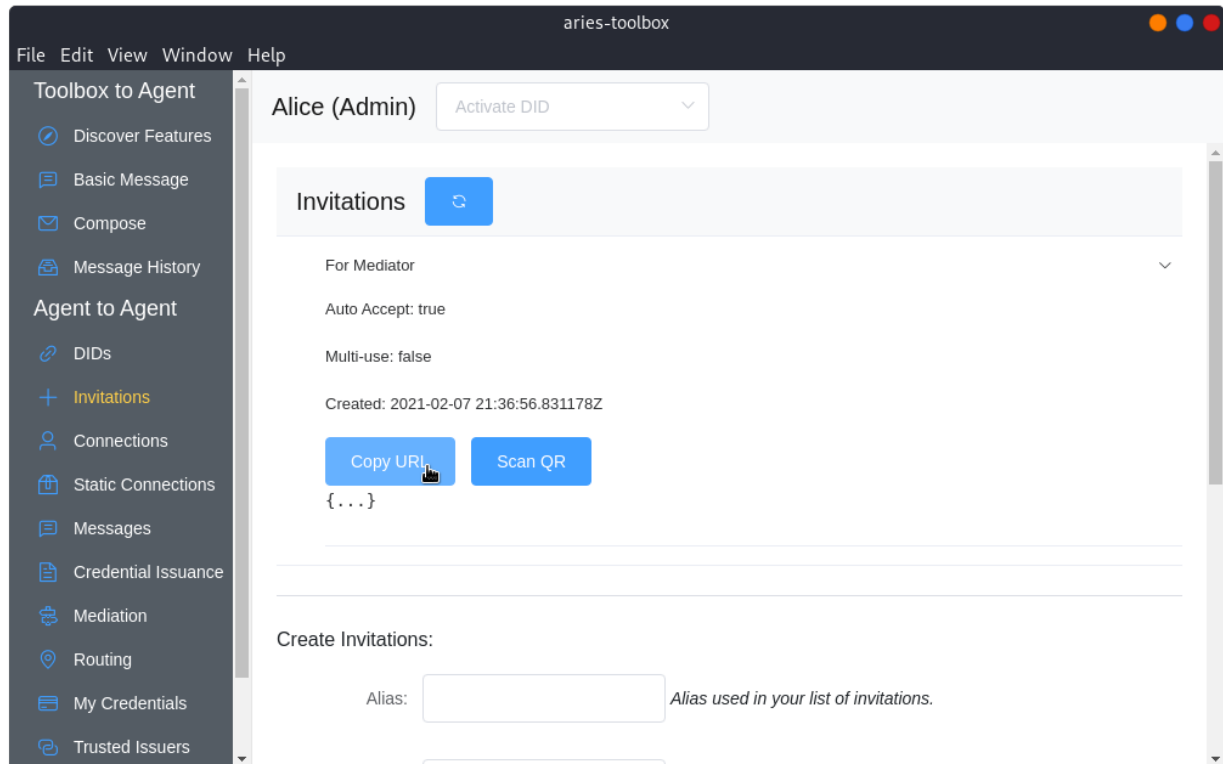 aries-toolbox
File Edit View Window Help
Toolbox to Agent
Discover Features
Basic Message
Compose
Message History
Agent to Agent
DIDs
Invitations
Connections
Static Connections
Messages
Credential Issuance
Mediation
Routing
My Credentials
Trusted Issuers
Alice (Admin) Activate DID
Invitations
For Mediator
Auto Accept: true
Multi-use: false
Created: 2021-02-07 21:36:56.831178Z
Copy URL Scan QR
{...}
Create Invitations:
Alias: Alias used in your list of invitations.